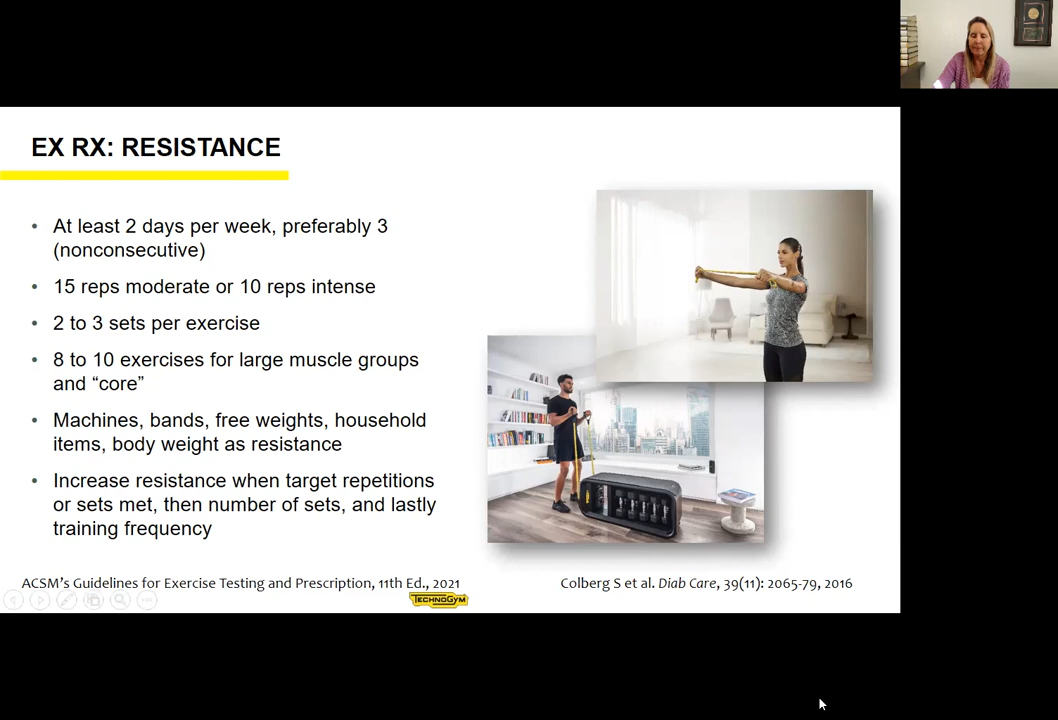 EX RX: RESISTANCE
• At least 2 days per week, preferably 3
(nonconsecutive)
• 15 reps moderate or 10 reps intense
• 2 to 3 sets per exercise
• 8 to 10 exercises for large muscle groups
and “core”
• Machines, bands, free weights, household
items, body weight as resistance
• Increase resistance when target repetitions
or sets met, then number of sets, and lastly
training frequency
ACSM’s Guidelines for Exercise Testing and Prescription, 11th Ed., 2021
Colberg S et al. Diab Care, 39(11): 2065-79, 2016
TECHNOGYM